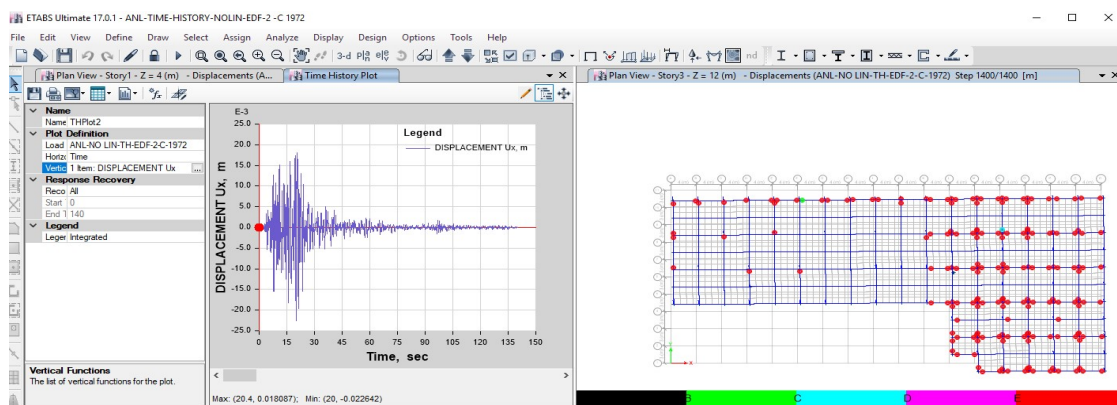 ETABS Ultimate 17.0.1 - ANL-TIME-HISTORY-NOLIN-EDF-2 -C 1972
File Edit View Define Draw Select Assign Analyze Display Design Options Tools Help
3-d nd
Plan View - Story1 - Z = 4 (m) - Displacements (A...
Time History Plot
Plan View - Story3 - Z = 12 (m) - Displacements (ANL-NO LIN-TH-EDF-2-C-1972) Step 1400/1400 [m]
Name
Name THPlot2
Plot Definition
Load ANL-NO LIN-TH-EDF-2-C-1972
Horiz Time
Vertic 1 Item: DISPLACEMENT Ux ...
Response Recovery
Reco All
Start 0
End T 140
Legend
Leger Integrated
Vertical Functions
The list of vertical functions for the plot.
E-3
25.0
20.0
15.0
10.0
5.0
0.0
-5.0
-10.0
-15.0
-20.0
-25.0
DISPLACEMENT Ux, m
Legend
DISPLACEMENT Ux, m
0 15 30 45 60 75 90 105 120 135 150
Time, sec
Max: (20.4, 0.018087); Min: (20, -0.022642)
X
B C D E